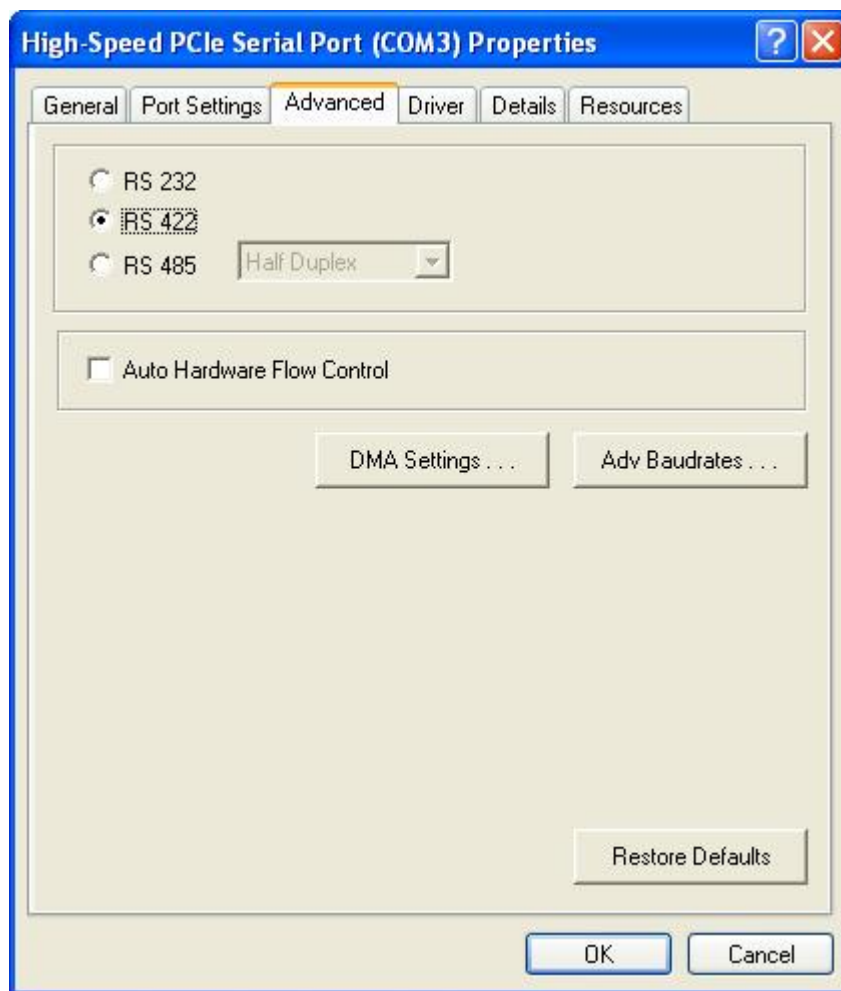 High-Speed PCIe Serial Port (COM3) Properties
?
General Port Settings Advanced Driver Details Resources
RS 232
RS 422
RS 485 Half Duplex
Auto Hardware Flow Control
DMA Settings . . . Adv Baudrates . . .
Restore Defaults
OK Cancel